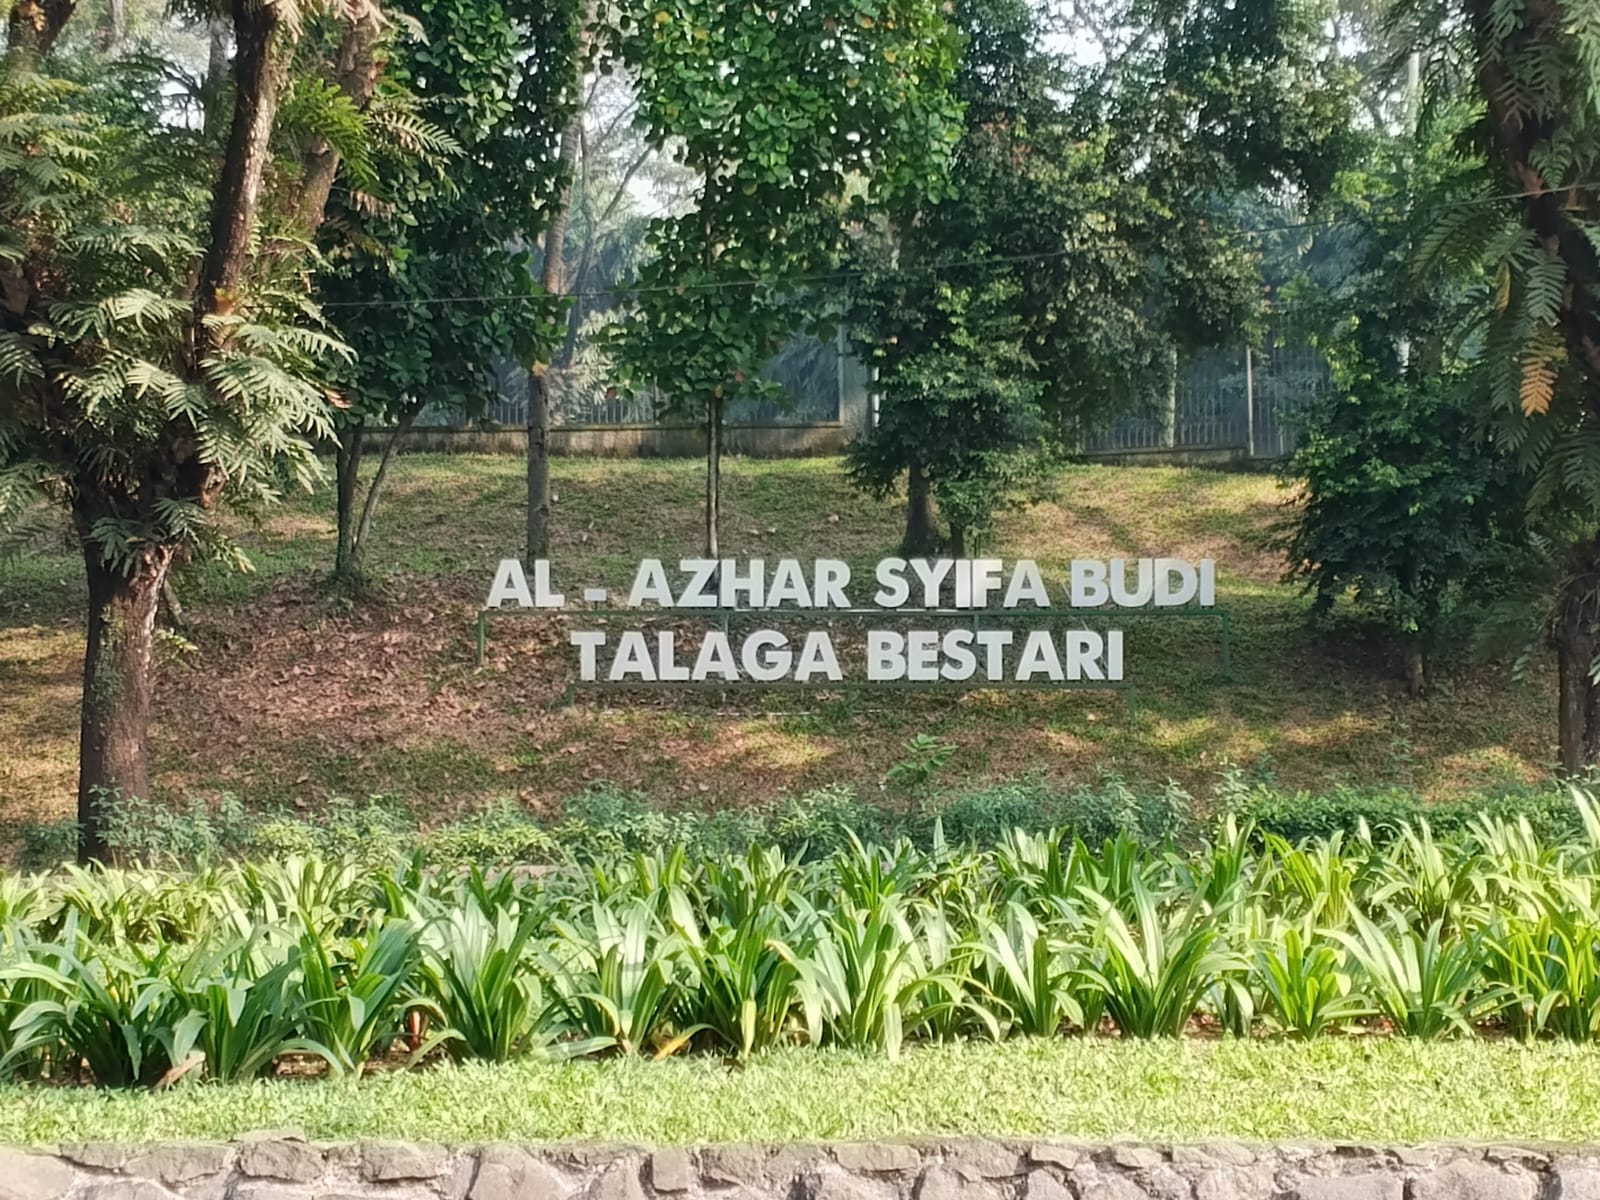 AL - AZHAR SYIFA BUDI
TALAGA BESTARI